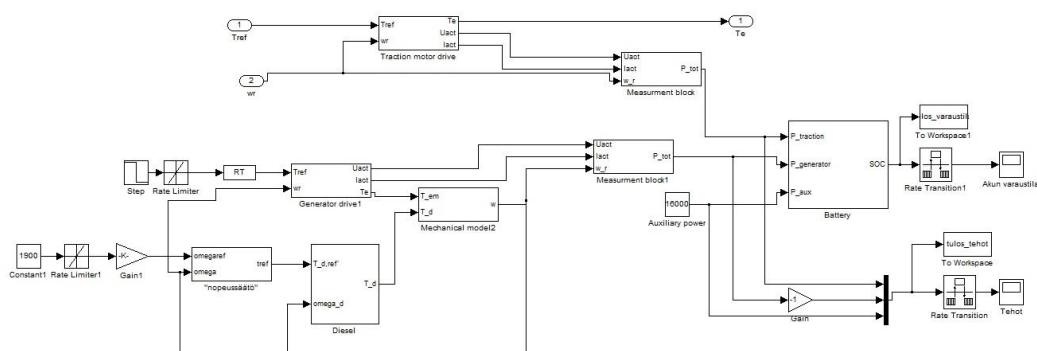 1
Tref
2
wr
Tref
wr
Te
Uact
Iact
Traction motor drive
1
Te
Uact
Iact
w_r
P_tot
Measurment block
Step
Rate Limiter
RT
Tref
wr
Uact
Iact
Te
Generator drive1
Uact
Iact
w_r
P_tot
Measurment block1
T_em
T_d
w
Mechanical model2
16000
Auxiliary power
P_traction
P_generator
P_aux
SOC
Battery
los_varaustila
To Workspace1
Rate Transition1
Akun varaustila
1900
Constant1
Rate Limiter1
-K-
Gain1
omegaref
omega
tref
"nopeussäätö"
T_d,ref'
omega_d
T_d
Diesel
-1
Gain
tulos_tehot
To Workspace
Rate Transition
Tehot